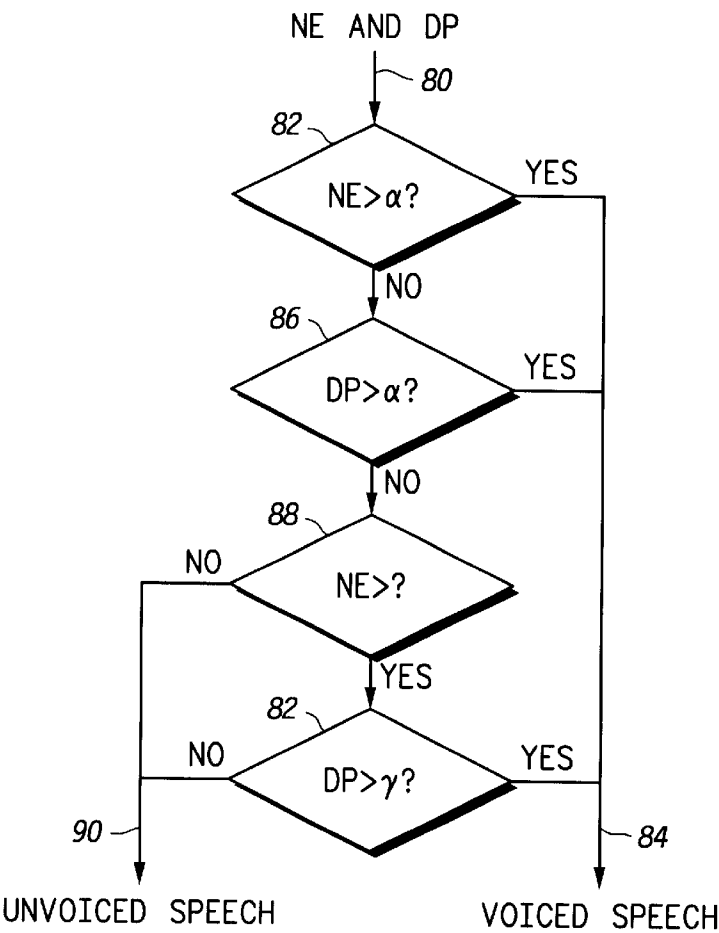 NE AND DP
80
82
NE>α?
YES
NO
86
DP>α?
YES
NO
88
NO
NE>?
YES
82
NO
DP>γ?
YES
90
84
UNVOICED SPEECH
VOICED SPEECH